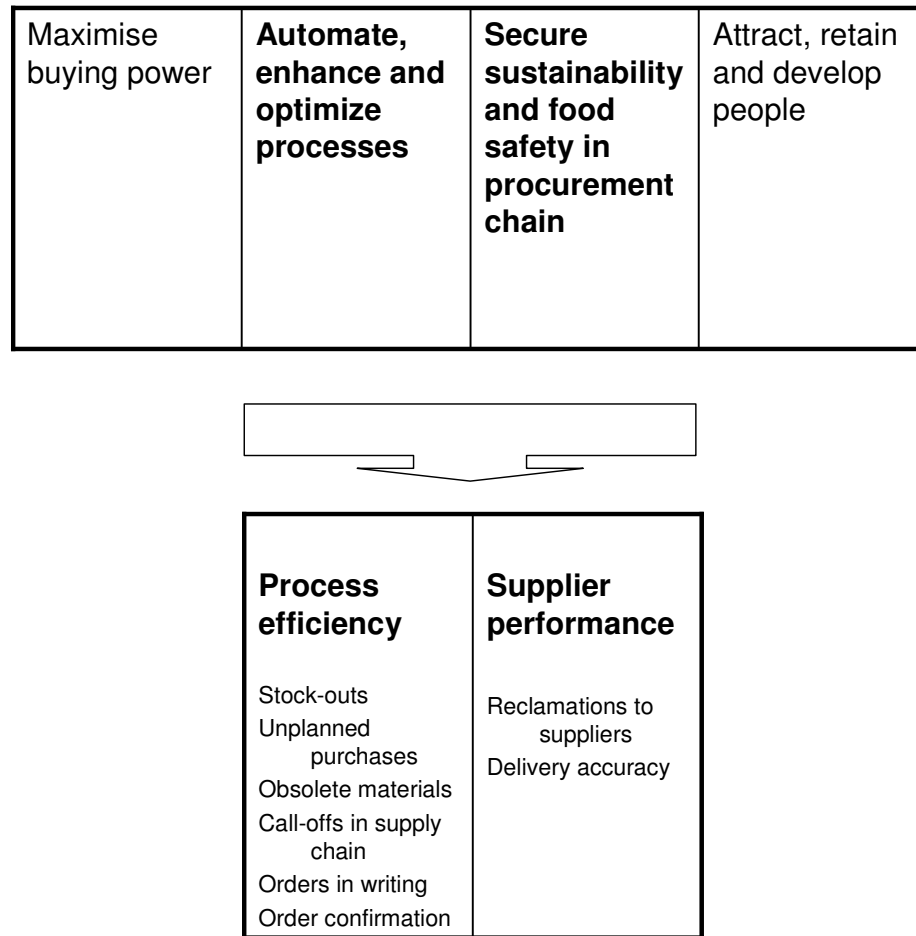 Maximise
buying power
Automate,
enhance and
optimize
processes
Secure
sustainability
and food
safety in
procurement
chain
Attract, retain
and develop
people
Process
efficiency
Stock-outs
Unplanned
purchases
Obsolete materials
Call-offs in supply
chain
Orders in writing
Order confirmation
Supplier
performance
Reclamations to
suppliers
Delivery accuracy